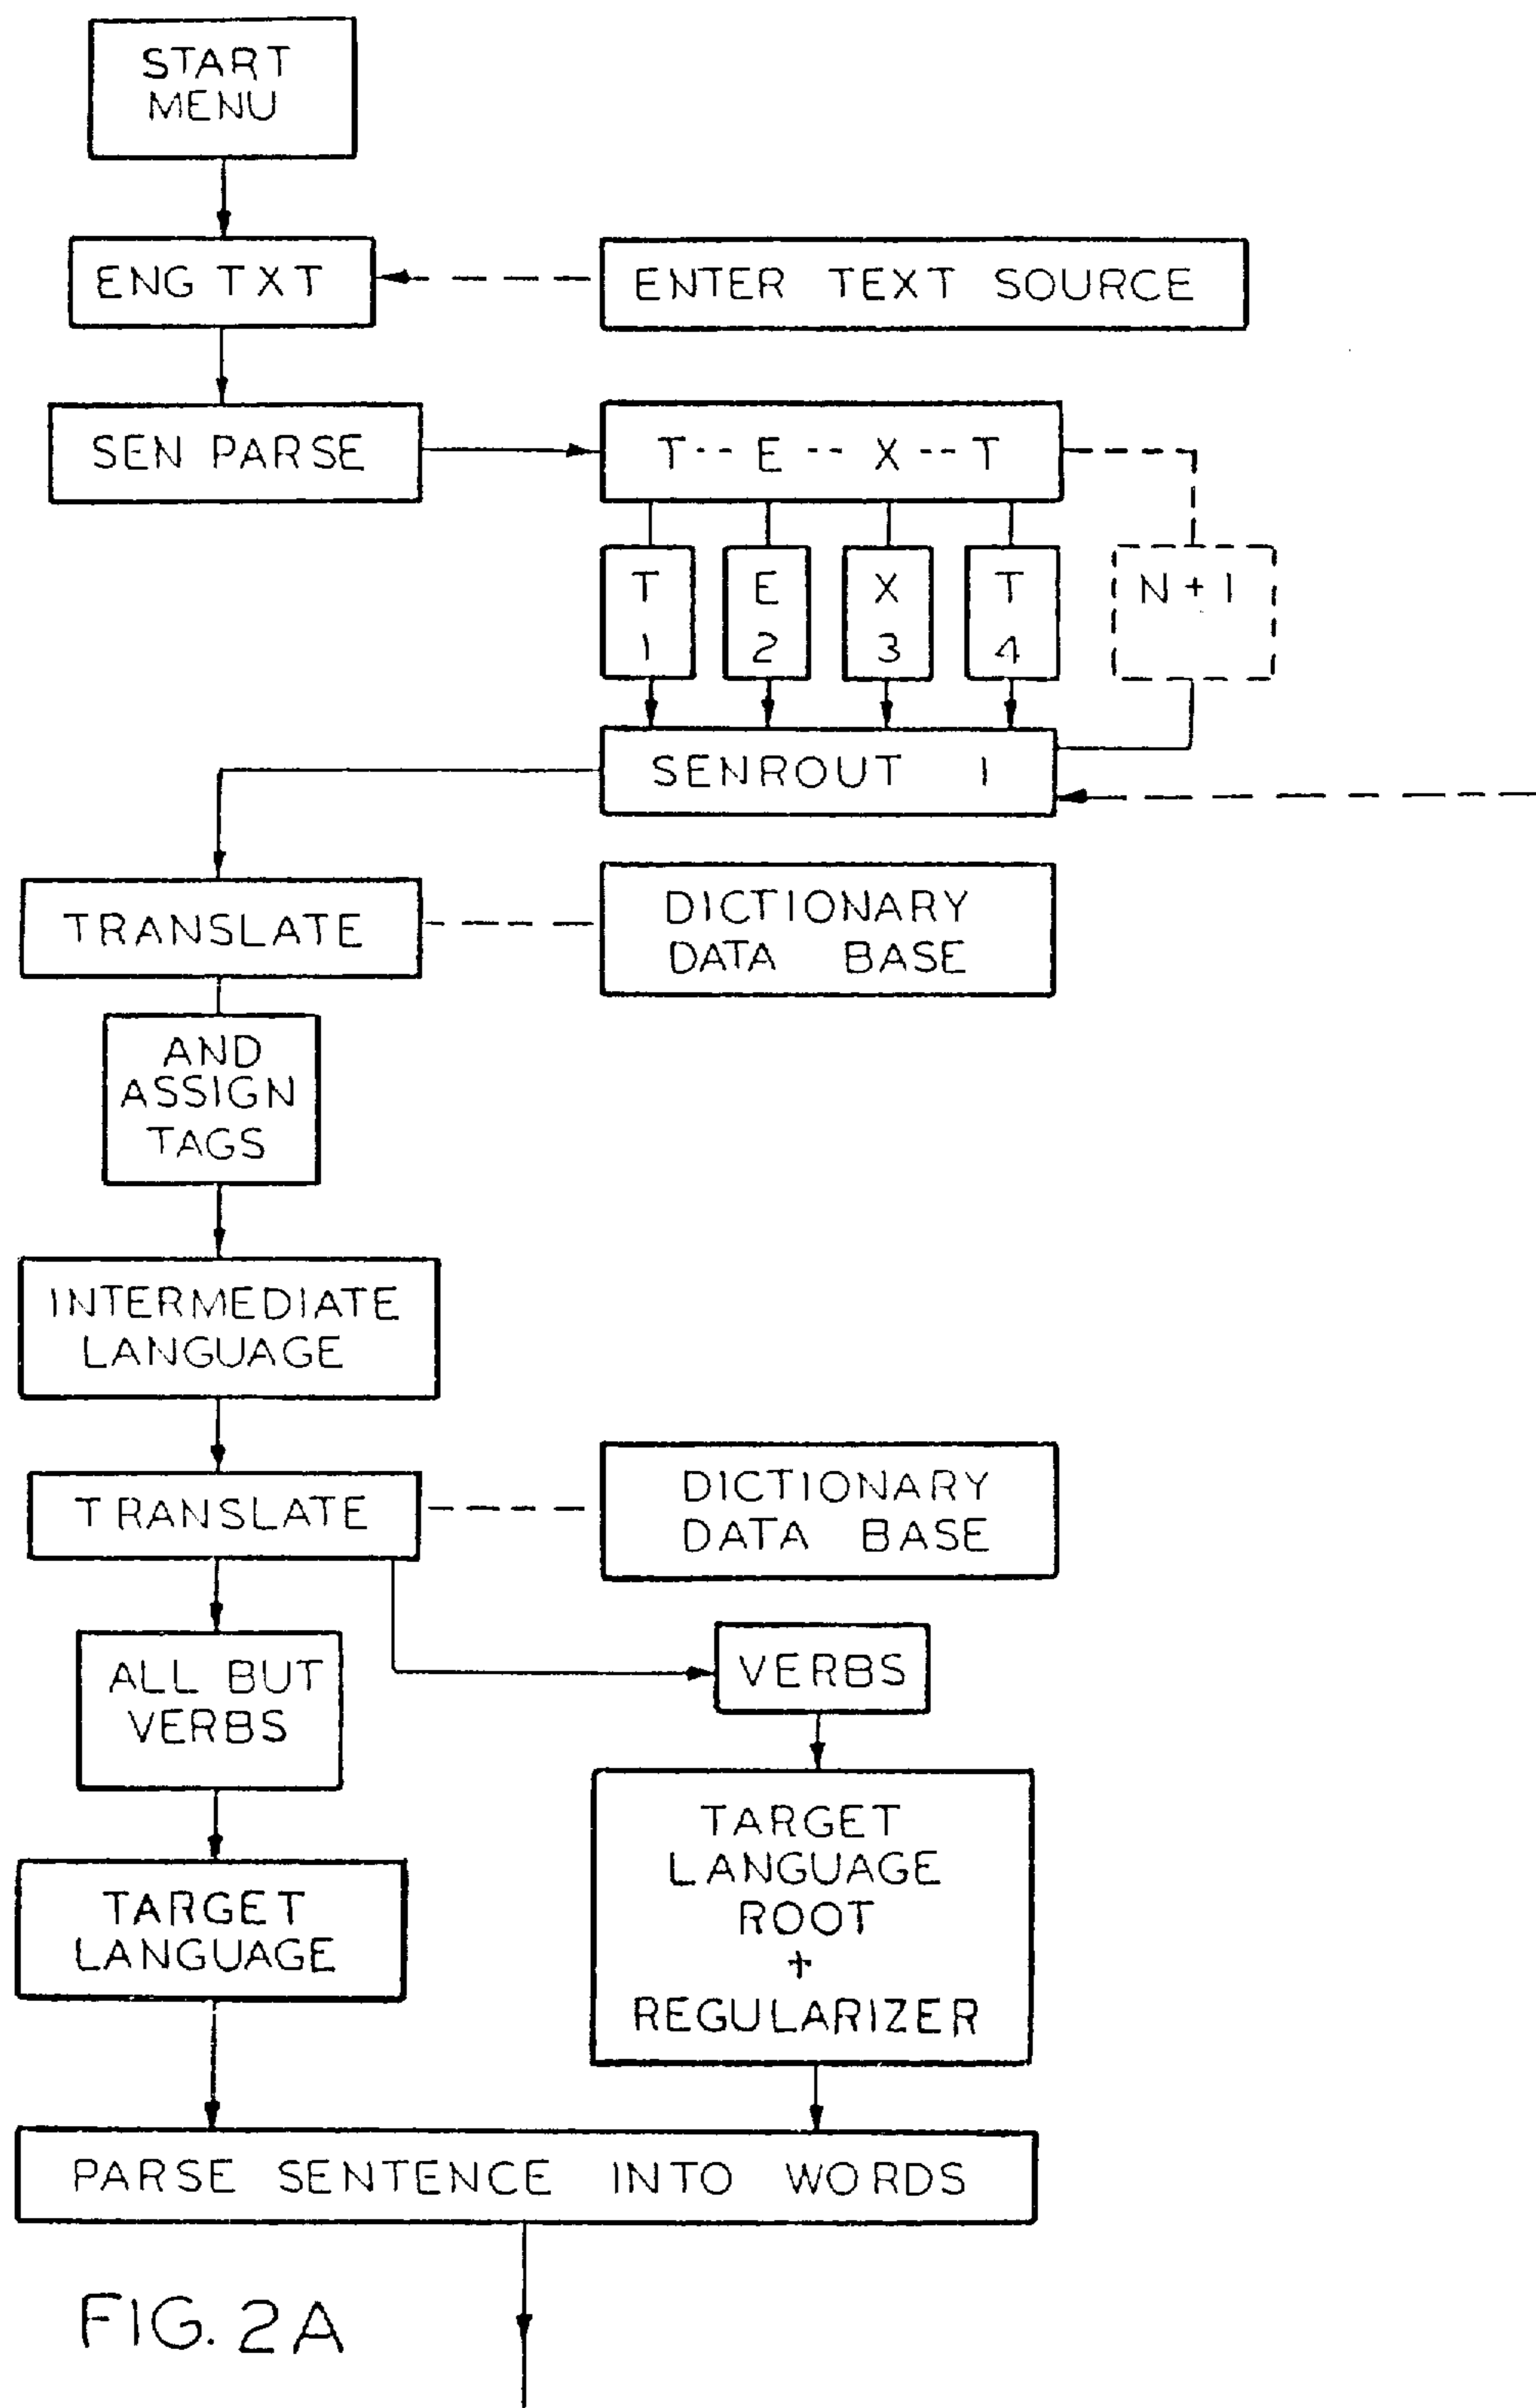 START
MENU
ENG TXT
ENTER TEXT SOURCE
SEN PARSE
T--E--X--T
T
1
E
2
X
3
T
4
N+1
SENROUT 1
TRANSLATE
DICTIONARY
DATA BASE
AND
ASSIGN
TAGS
INTERMEDIATE
LANGUAGE
TRANSLATE
DICTIONARY
DATA BASE
ALL BUT
VERBS
VERBS
TARGET
LANGUAGE
TARGET
LANGUAGE
ROOT
+
REGULARIZER
PARSE SENTENCE INTO WORDS
FIG. 2A